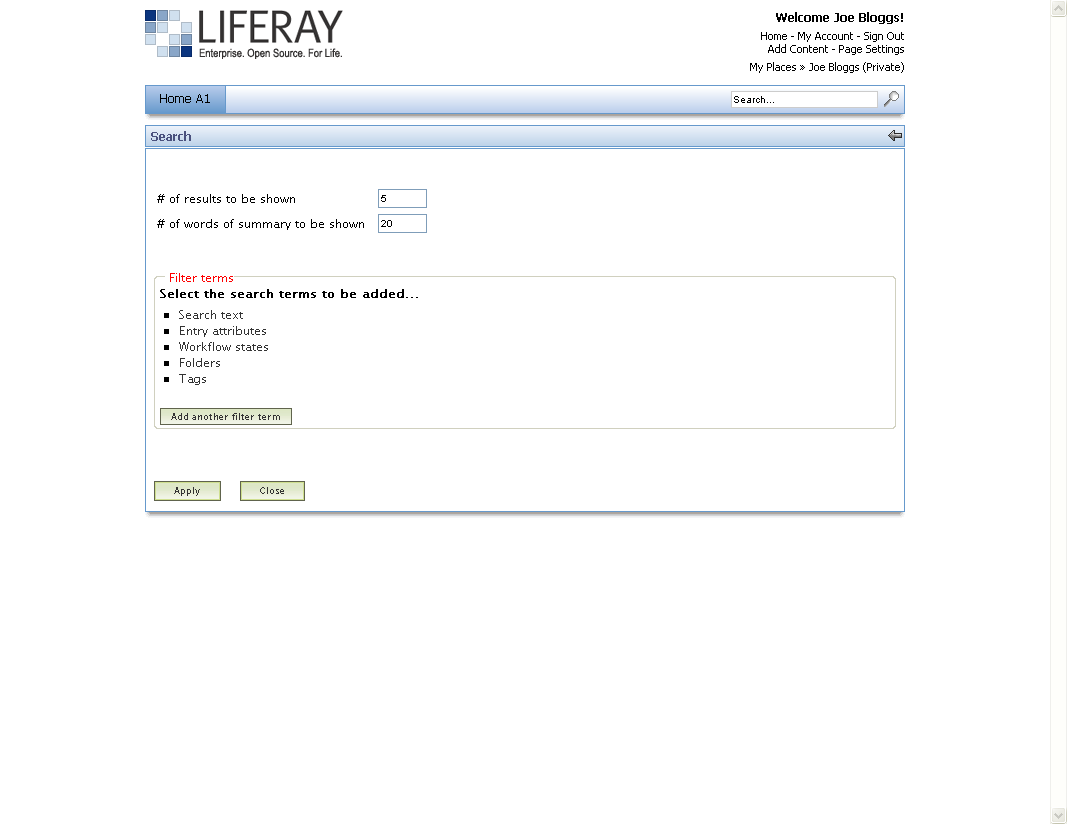 LIFERAY
Enterprise. Open Source. For Life.
Welcome Joe Bloggs!
Home - My Account - Sign Out
Add Content - Page Settings
My Places » Joe Bloggs (Private)
Home A1
Search...
Search
# of results to be shown 5
# of words of summary to be shown 20
Filter terms
Select the search terms to be added...
Search text
Entry attributes
Workflow states
Folders
Tags
Add another filter term
Apply Close